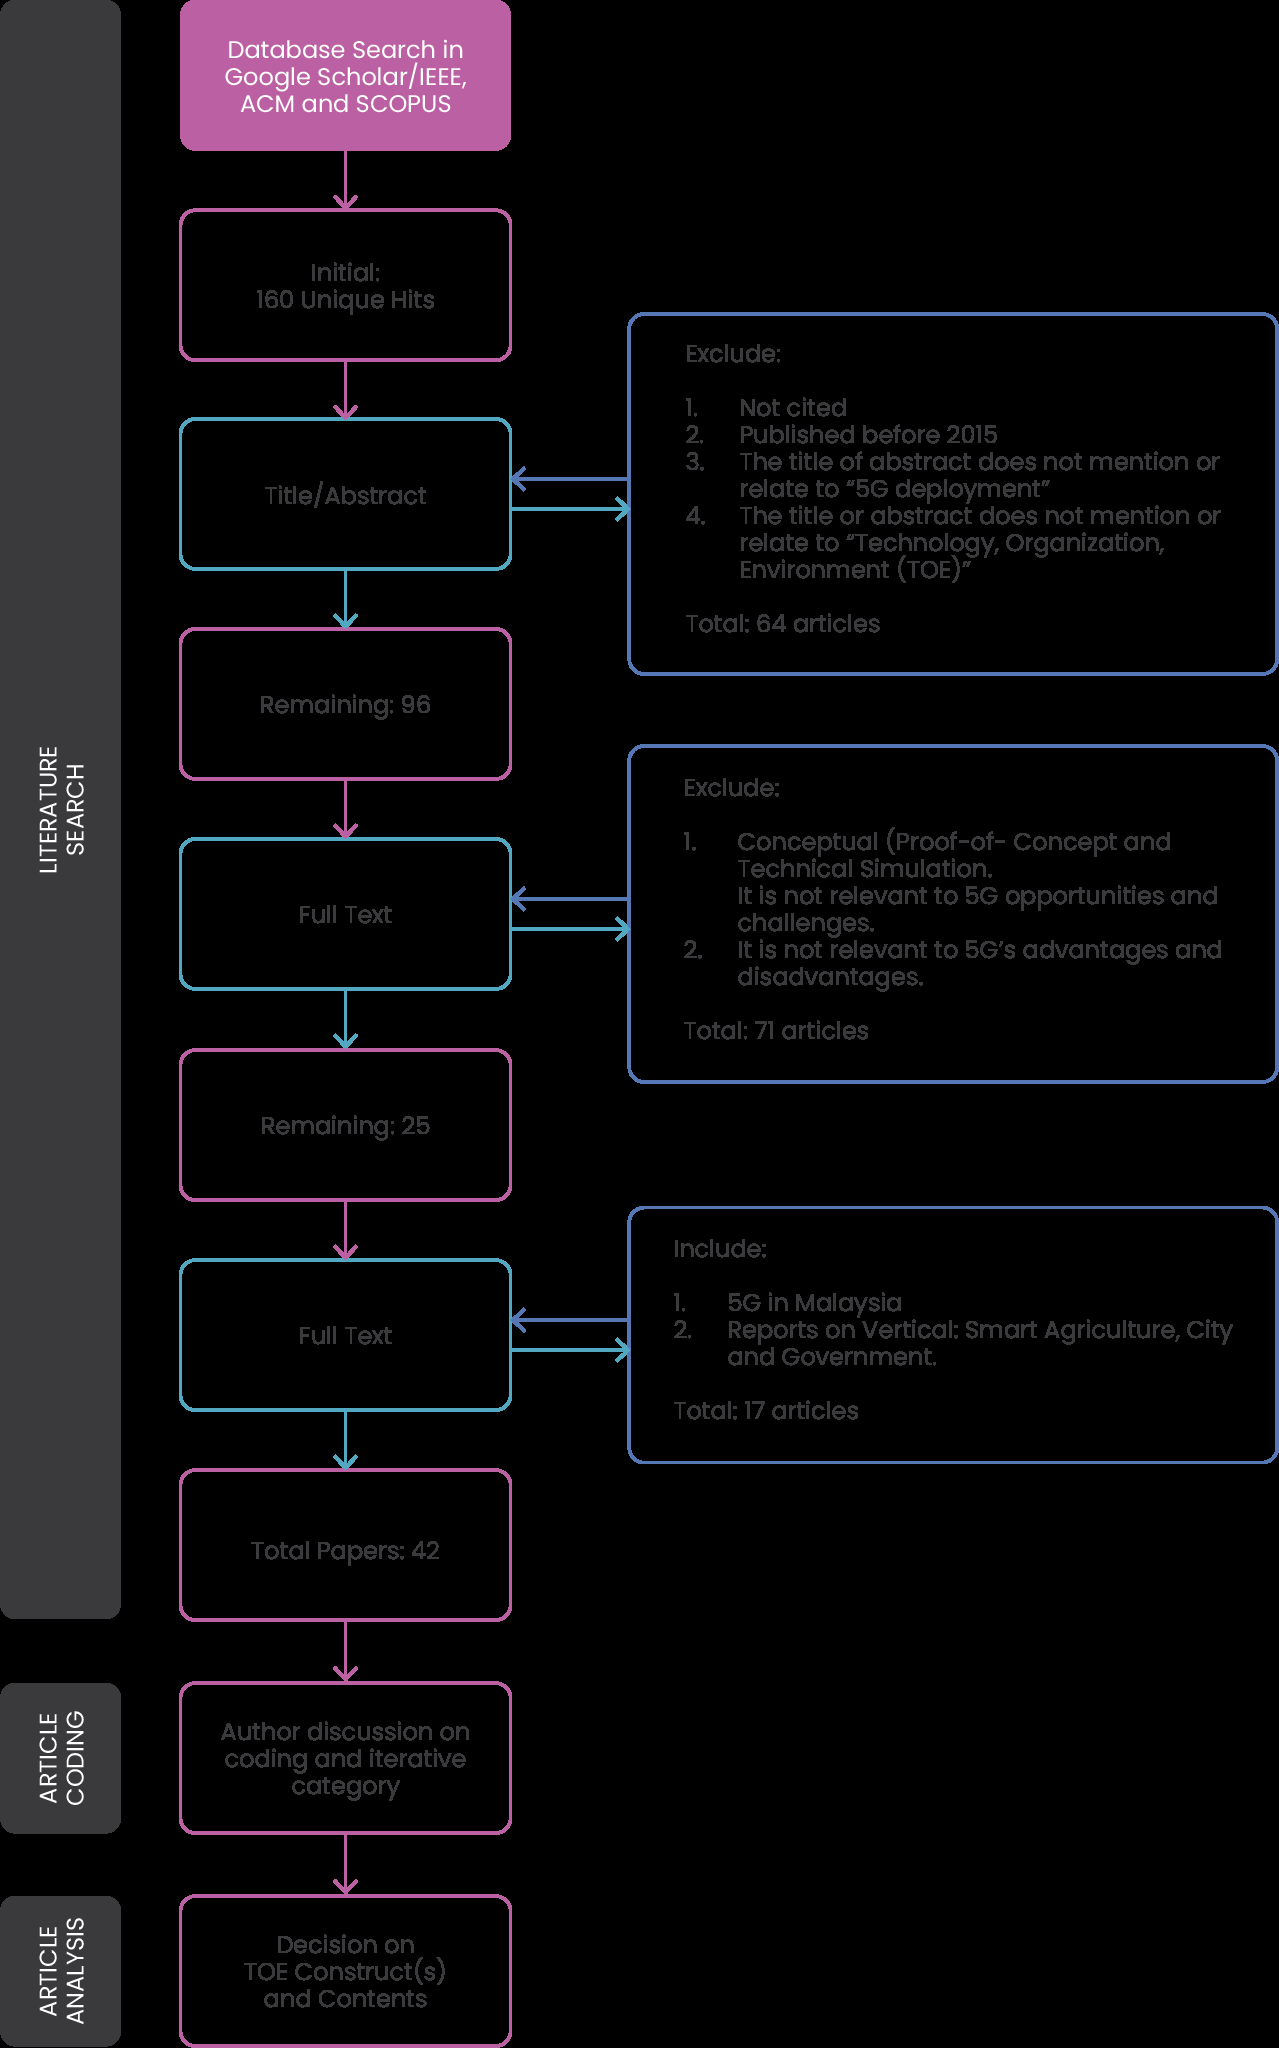 Database Search in
Google Scholar/IEEE,
ACM and SCOPUS
Initial:
160 Unique Hits
Title/Abstract
Exclude:
1. Not cited
2. Published before 2015
3. The title of abstract does not mention or
relate to “5G deployment”
4. The title or abstract does not mention or
relate to “Technology, Organization,
Environment (TOE)”
Total: 64 articles
Remaining: 96
Full Text
Exclude:
1. Conceptual (Proof-of- Concept and
Technical Simulation.
It is not relevant to 5G opportunities and
challenges.
2. It is not relevant to 5G’s advantages and
disadvantages.
Total: 71 articles
Remaining: 25
Full Text
Include:
1. 5G in Malaysia
2. Reports on Vertical: Smart Agriculture, City
and Government.
Total: 17 articles
Total Papers: 42
LITERATURE
SEARCH
Author discussion on
coding and iterative
category
ARTICLE
CODING
Decision on
TOE Construct(s)
and Contents
ARTICLE
ANALYSIS